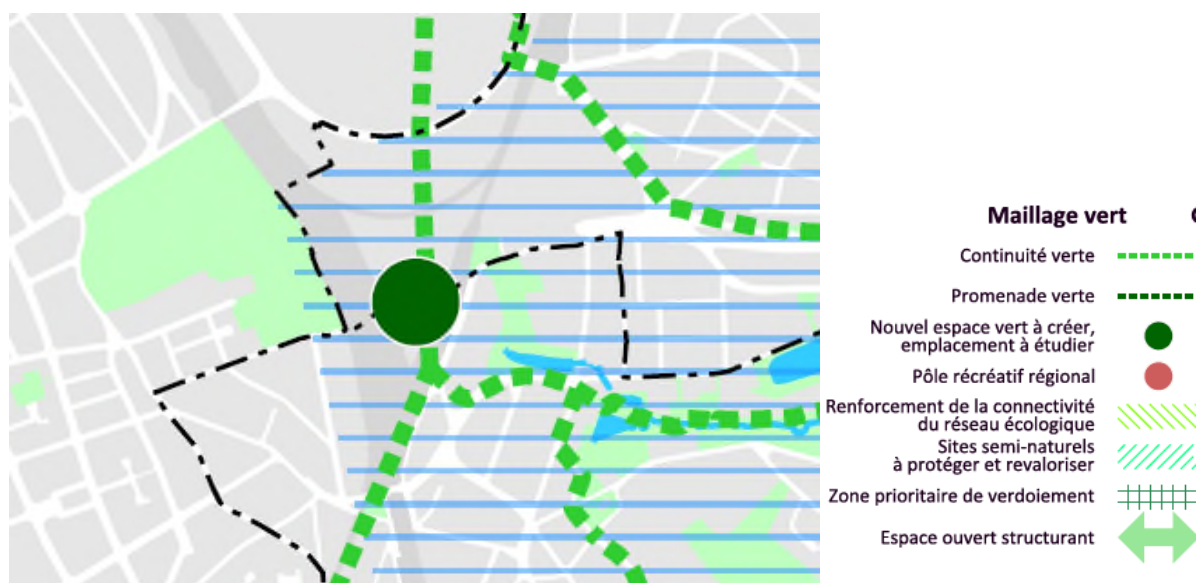 Maillage vert
Continuité verte
Promenade verte
Nouvel espace vert à créer,
emplacement à étudier
Pôle récréatif régional
Renforcement de la connectivité
du réseau écologique
Sites semi-naturels
à protéger et revaloriser
Zone prioritaire de verdoiement
Espace ouvert structurant